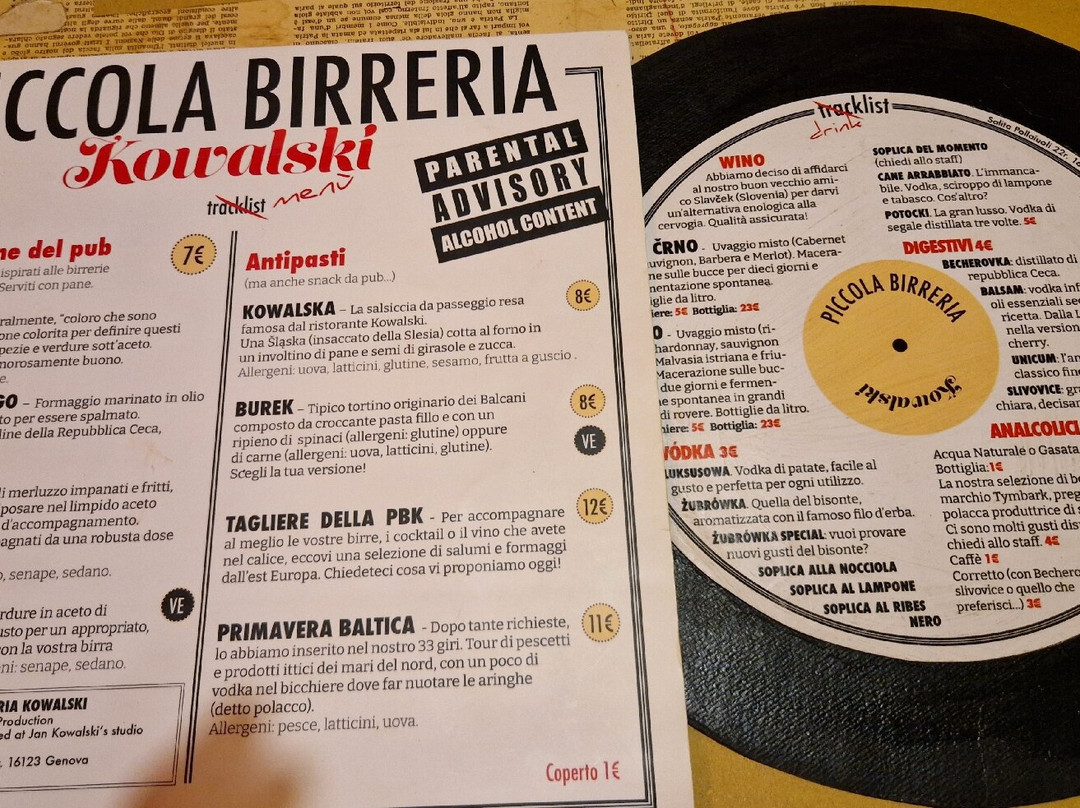 PICCOLA BIRRERIA
Kowalski
tracklist menù
PARENTAL
ADVISORY
ALCOHOL CONTENT
ne del pub
ispirati alle birrerie
Serviti con pane.
7€
ralmente, "coloro che sono
one colorita per definire questi
pezie e verdure sott'aceto.
morosamente buono.
e.
GO – Formaggio marinato in olio
to per essere spalmato.
line della Repubblica Ceca,
li merluzzo impanati e fritti,
posare nel limpido aceto
d'accompagnamento.
pagnati da una robusta dose
o, senape, sedano.
VE
erdure in aceto di
usto per un appropriato,
con la vostra birra
eni: senape, sedano.
RIA KOWALSKI
Production
ed at Jan Kowalski's studio
, 16123 Genova
Antipasti
(ma anche snack da pub...)
KOWALSKA – La salsiccia da passeggio resa
famosa dal ristorante Kowalski.
Una Śląska (insaccato della Slesia) cotta al forno in
un involtino di pane e semi di girasole e zucca.
Allergeni: uova, latticini, glutine, sesamo, frutta a guscio .
8€
BUREK – Tipico tortino originario dei Balcani
composto da croccante pasta fillo e con un
ripieno di spinaci (allergeni: glutine) oppure
di carne (allergeni: uova, latticini, glutine).
Scegli la tua versione!
8€
VE
TAGLIERE DELLA PBK - Per accompagnare
al meglio le vostre birre, i cocktail o il vino che avete
nel calice, eccovi una selezione di salumi e formaggi
dall'est Europa. Chiedeteci cosa vi proponiamo oggi!
12€
PRIMAVERA BALTICA - Dopo tante richieste,
lo abbiamo inserito nel nostro 33 giri. Tour di pescetti
e prodotti ittici dei mari del nord, con un poco di
vodka nel bicchiere dove far nuotare le aringhe
(detto polacco).
Allergeni: pesce, latticini, uova.
11€
Coperto 1€
tracklist
drink
Salita Pollaiuoli 22r, 16
WINO
Abbiamo deciso di affidarci
al nostro buon vecchio ami-
co Slavček (Slovenia) per darvi
un'alternativa enologica alla
cervogia. Qualità assicurata!
ČRNO - Uvaggio misto (Cabernet
uvignon, Barbera e Merlot). Macera-
ne sulle bucce per dieci giorni e
mentazione spontanea.
iglie da litro.
iere: 5€ Bottiglia: 23€
O - Uvaggio misto (ri-
hardonnay, sauvignon
Malvasia istriana e friu-
Macerazione sulle buc-
due giorni e fermen-
e spontanea in grandi
di rovere. Bottiglie da litro.
hiere: 5€ Bottiglia: 23€
WÓDKA 3€
LUKSUSOWA. Vodka di patate, facile al
gusto e perfetta per ogni utilizzo.
ŻUBRÓWKA. Quella del bisonte,
aromatizzata con il famoso filo d'erba.
ŻUBRÓWKA SPECIAL: vuoi provare
nuovi gusti del bisonte?
SOPLICA ALLA NOCCIOLA
SOPLICA AL LAMPONE
SOPLICA AL RIBES
NERO
SOPLICA DEL MOMENTO
(chiedi allo staff)
CANE ARRABBIATO. L'immanca-
bile. Vodka, sciroppo di lampone
e tabasco. Cos'altro?
POTOCKI. La gran lusso. Vodka di
segale distillata tre volte. 5€
DIGESTIVI 4€
BECHEROVKA: distillato di
repubblica Ceca.
BALSAM: vodka inf
oli essenziali se
ricetta. Dalla L
nella version
cherry.
UNICUM: l'an
classico fine
SLIVOVICE: gr
chiara, decisa
PICCOLA BIRRERIA
Kowalski
ANALCOLICI
Acqua Naturale o Gasata
Bottiglia:1€
La nostra selezione di be
marchio Tymbark, preg
polacca produttrice di s
Ci sono molti gusti disp
chiedi allo staff. 4€
Caffè 1€
Corretto (con Becherov
slivovice o quello che
preferisci...) 3€